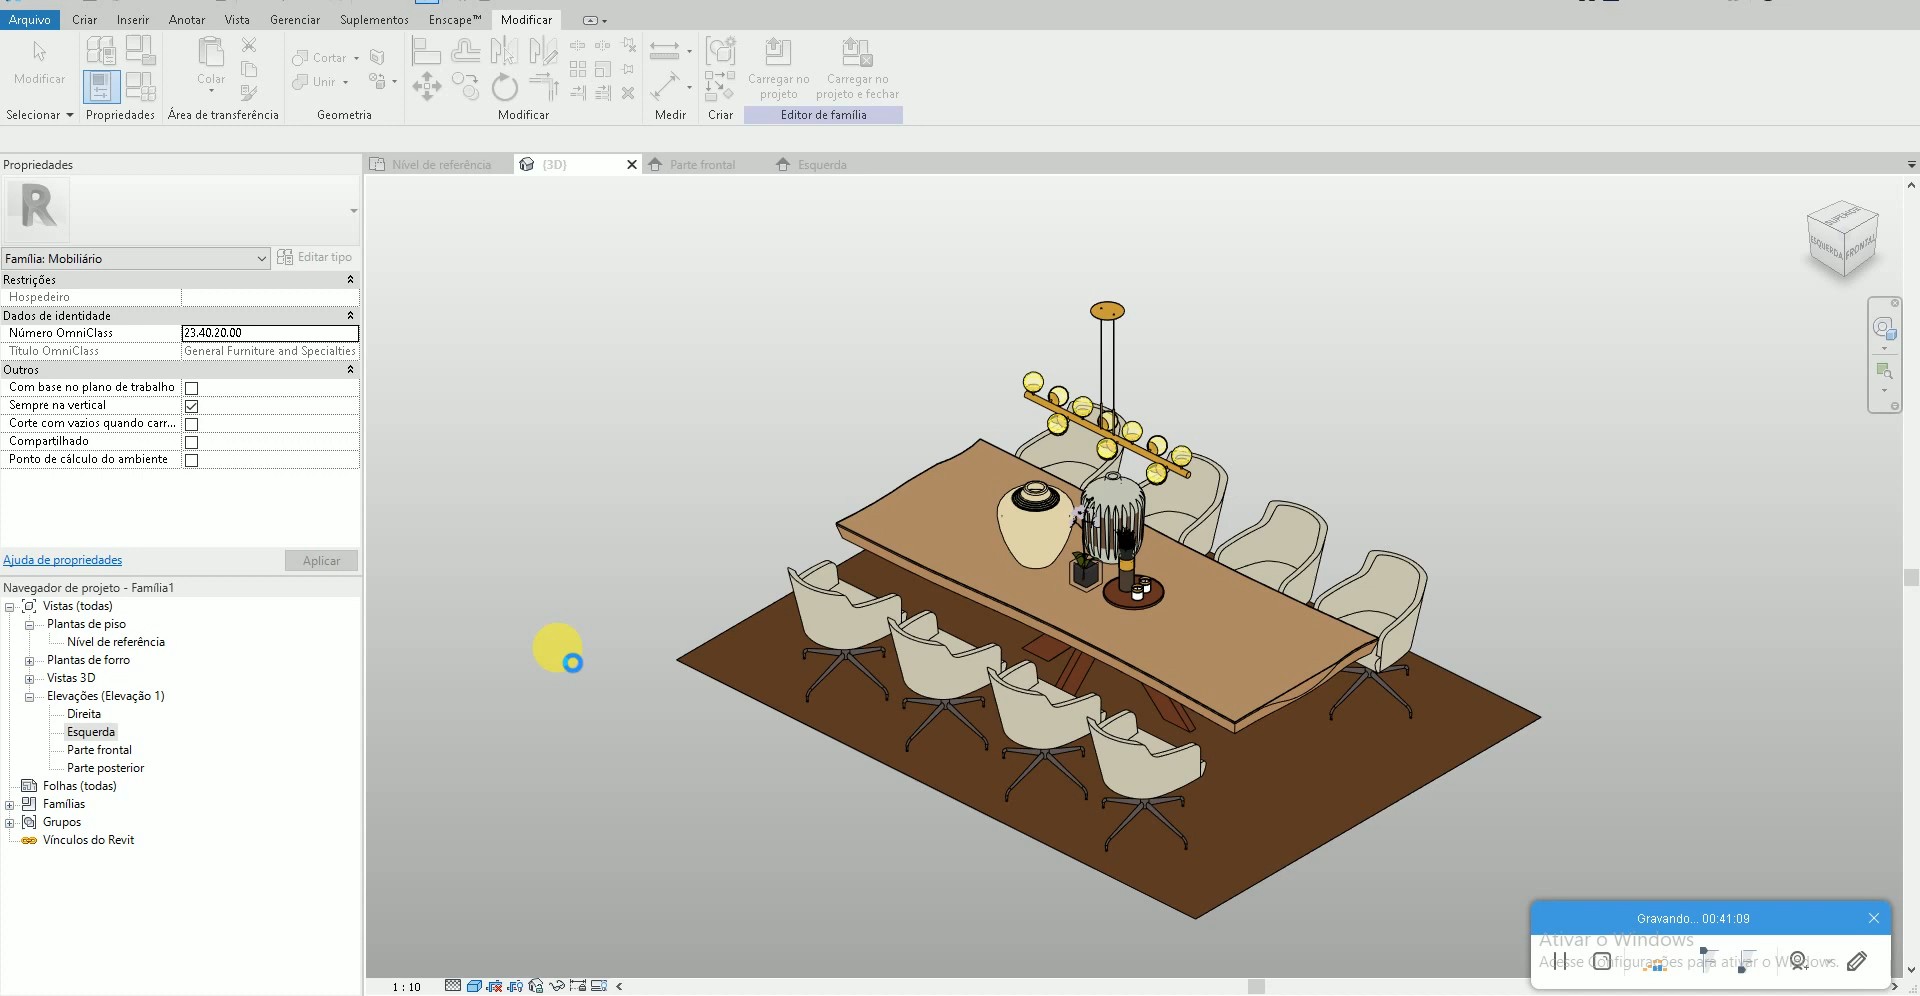 Arquivo Criar Inserir Anotar Vista Gerenciar Suplementos Enscape™ Modificar
Modificar Colar Cortar Unir Carregar no projeto Carregar no projeto e fechar
Selecionar Propriedades Área de transferência Geometria Modificar Medir Criar Editor de família
Propriedades
Nível de referência {3D} Parte frontal Esquerda
R
Família: Mobiliário Editar tipo
Restrições
Hospedeiro
Dados de identidade
Número OmniClass 23.40.20.00
Título OmniClass General Furniture and Specialties
Outros
Com base no plano de trabalho
Sempre na vertical
Corte com vazios quando carr...
Compartilhado
Ponto de cálculo do ambiente
Ajuda de propriedades Aplicar
Navegador de projeto - Família1
Vistas (todas)
Plantas de piso
Nível de referência
Plantas de forro
Vistas 3D
Elevações (Elevação 1)
Direita
Esquerda
Parte frontal
Parte posterior
Folhas (todas)
Famílias
Grupos
Vínculos do Revit
SUPERIOR
ESQUERDA FRONTAL
1 : 10
Gravando... 00:41:09
Ativar o Windows
Acesse Configurações para ativar o Windows.